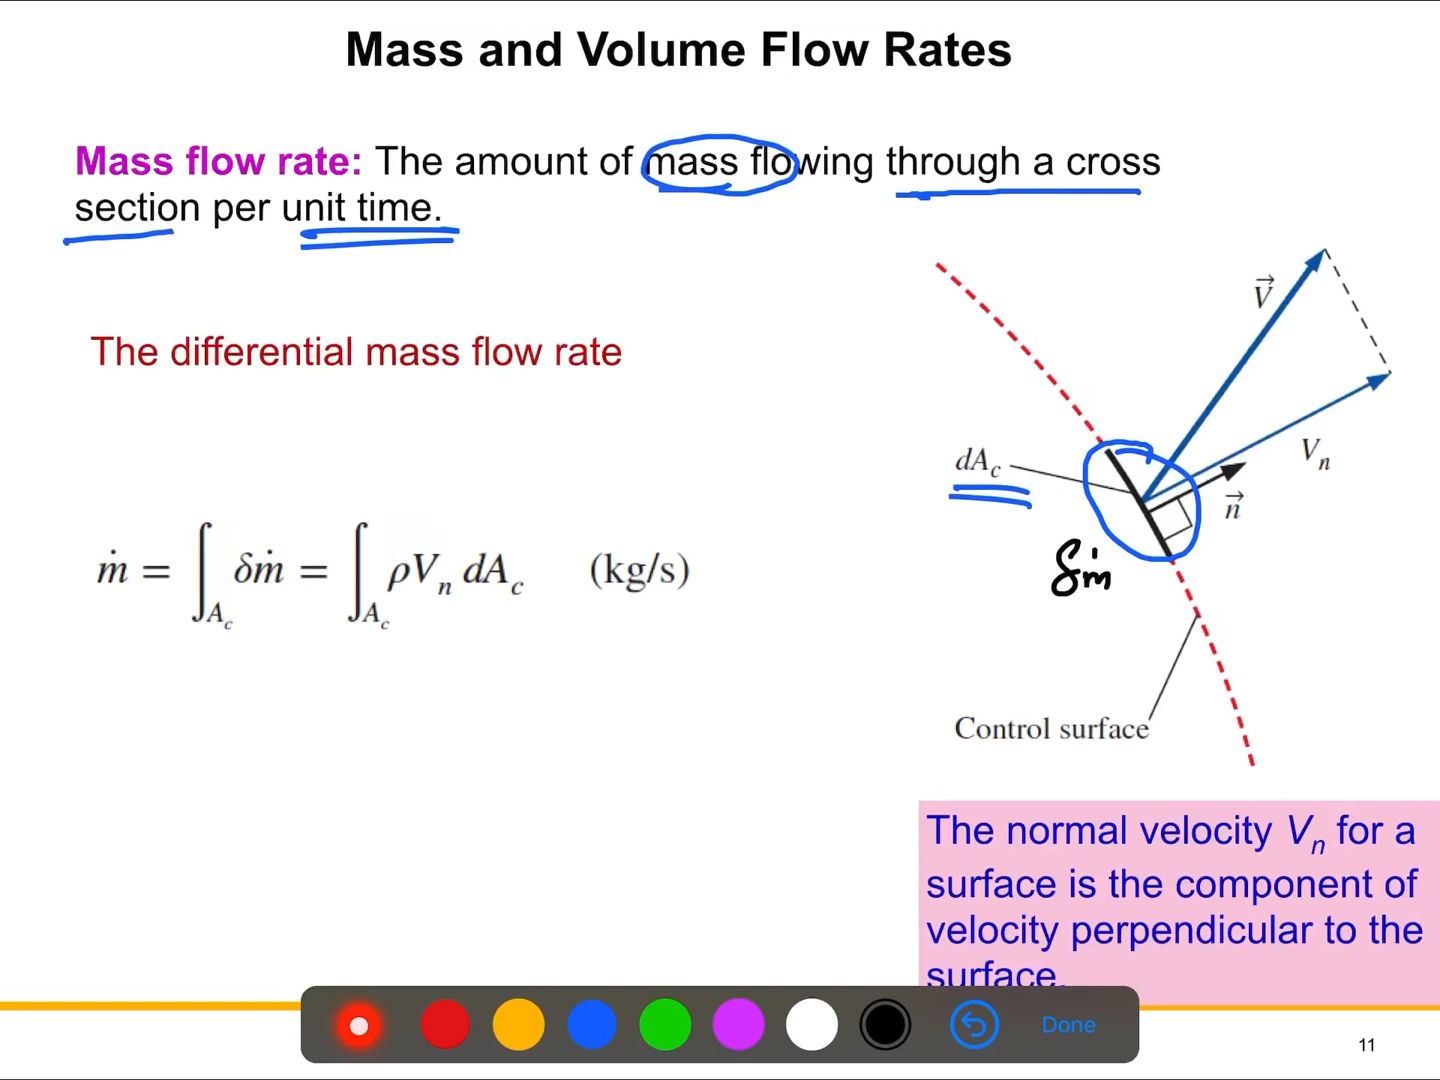 Mass and Volume Flow Rates
Mass flow rate: The amount of mass flowing through a cross
section per unit time.
The differential mass flow rate
ṁ = ∫_{A_c} δṁ = ∫_{A_c} ρV_n dA_c (kg/s)
V⃗
V_n
dA_c
n⃗
δṁ
Control surface
The normal velocity V_n for a
surface is the component of
velocity perpendicular to the
surface.
Done
11